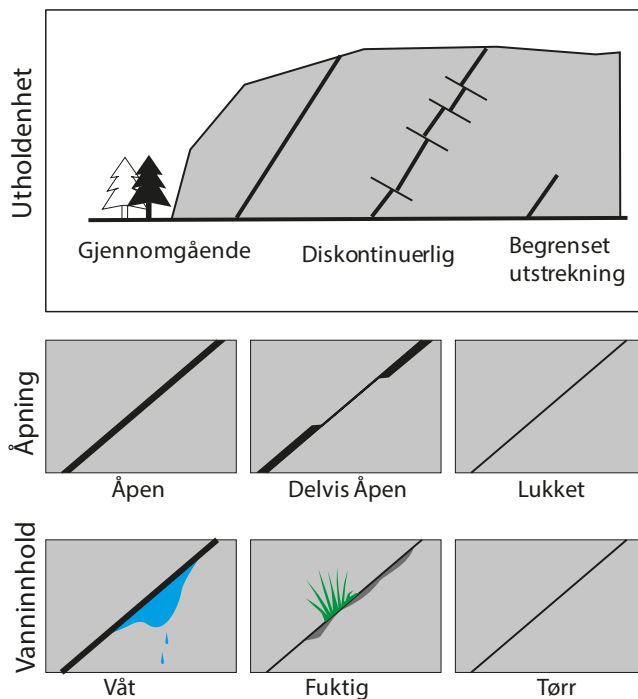 Utholdenhet
Gjennomgående
Diskontinuerlig
Begrenset
utstrekning
Åpning
Åpen
Delvis Åpen
Lukket
Vanninnhold
Våt
Fuktig
Tørr